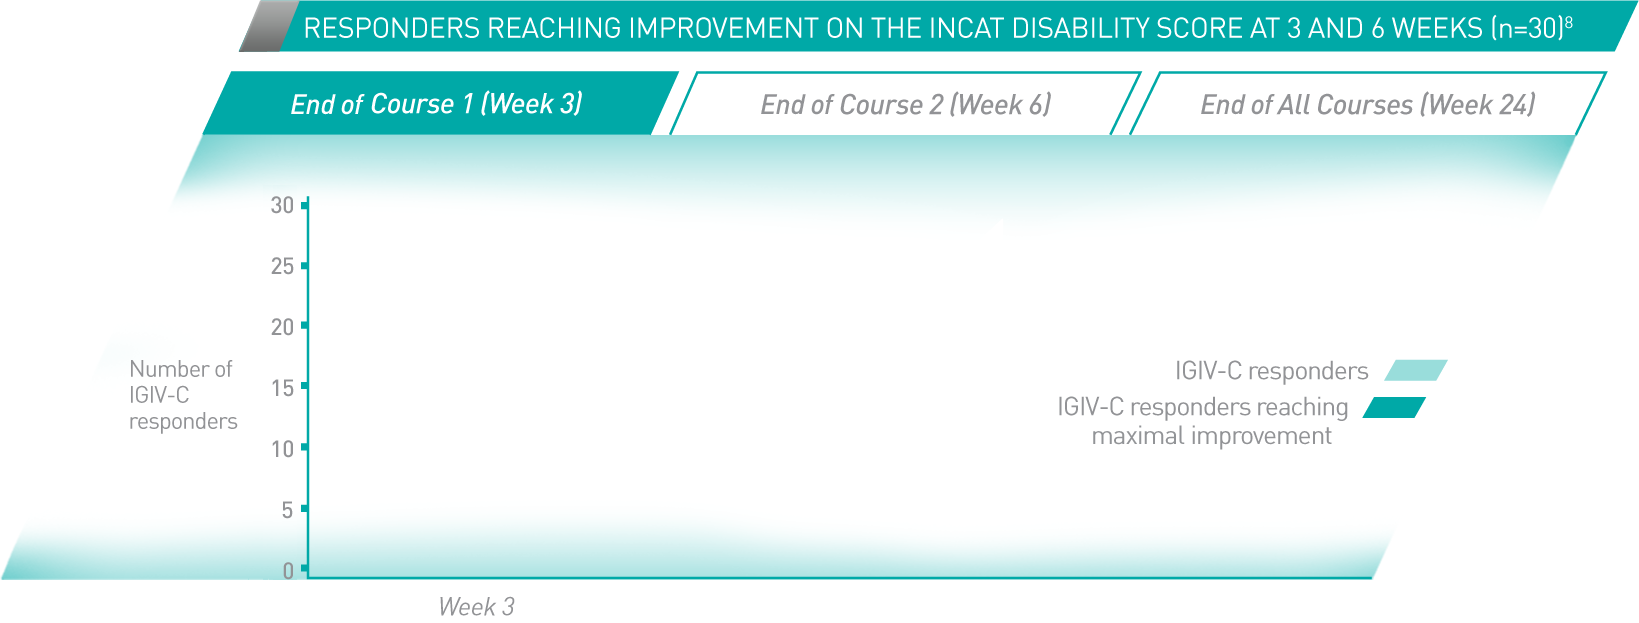 RESPONDERS REACHING IMPROVEMENT ON THE INCAT DISABILITY SCORE AT 3 AND 6 WEEKS (n=30)8
End of Course 1 (Week 3)
End of Course 2 (Week 6)
End of All Courses (Week 24)
30
25
20
15
10
5
0
Number of
IGIV-C
responders
IGIV-C responders
IGIV-C responders reaching
maximal improvement
Week 3